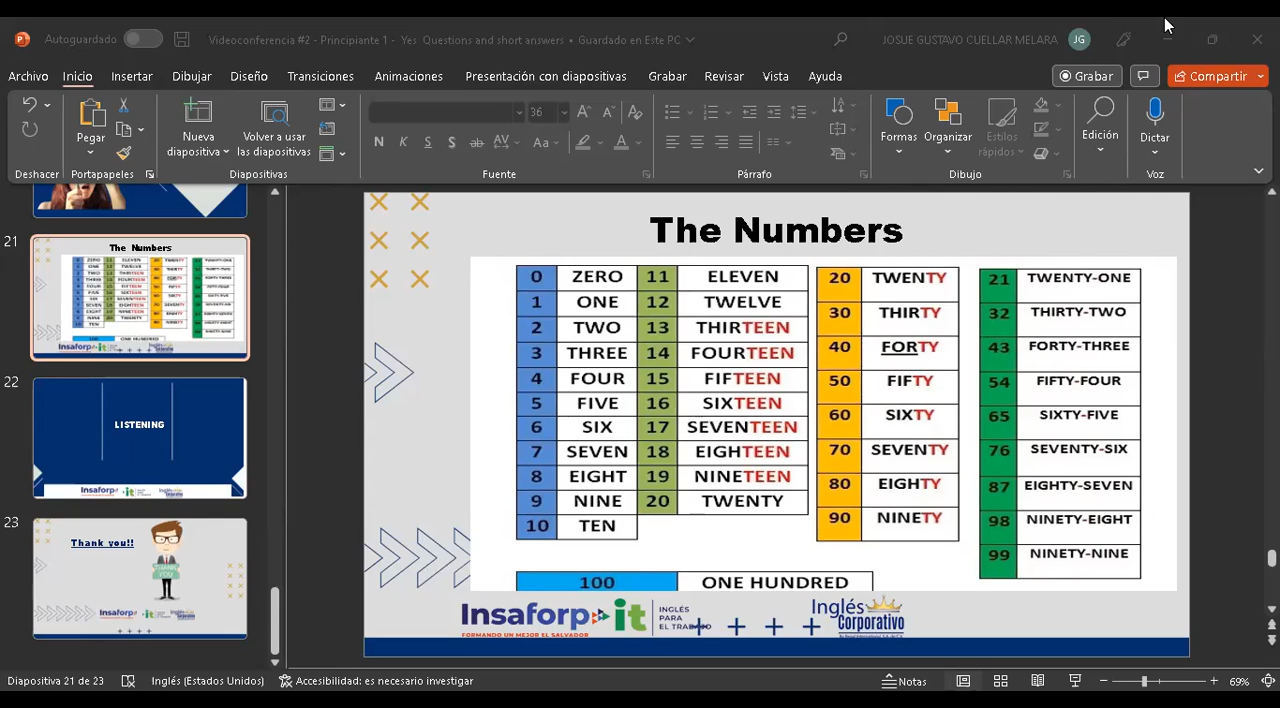 Autoguardado
Videoconferencia #2 - Principiante 1 - Yes Questions and short answers • Guardado en Este PC
JOSUE GUSTAVO CUELLAR MELARA JG
Archivo Inicio Insertar Dibujar Diseño Transiciones Animaciones Presentación con diapositivas Grabar Revisar Vista Ayuda
Grabar Compartir
Pegar
Nueva diapositiva
Volver a usar las diapositivas
36
N K S S ab AV Aa A
Formas Organizar Estilos rápidos
Edición
Dictar
Deshacer Portapapeles Diapositivas Fuente Párrafo Dibujo Voz
21
The Numbers
22
LISTENING
Insaforp it
23
Thank you!!
THANK YOU
Insaforp it
The Numbers
0 ZERO 11 ELEVEN
1 ONE 12 TWELVE
2 TWO 13 THIRTEEN
3 THREE 14 FOURTEEN
4 FOUR 15 FIFTEEN
5 FIVE 16 SIXTEEN
6 SIX 17 SEVENTEEN
7 SEVEN 18 EIGHTEEN
8 EIGHT 19 NINETEEN
9 NINE 20 TWENTY
10 TEN
20 TWENTY
30 THIRTY
40 FORTY
50 FIFTY
60 SIXTY
70 SEVENTY
80 EIGHTY
90 NINETY
21 TWENTY-ONE
32 THIRTY-TWO
43 FORTY-THREE
54 FIFTY-FOUR
65 SIXTY-FIVE
76 SEVENTY-SIX
87 EIGHTY-SEVEN
98 NINETY-EIGHT
99 NINETY-NINE
100 ONE HUNDRED
Insaforp it
FORMANDO UN MEJOR EL SALVADOR
INGLÉS
PARA
EL TRABAJO
Inglés
Corporativo
Diapositiva 21 de 23 Inglés (Estados Unidos) Accesibilidad: es necesario investigar Notas 69%